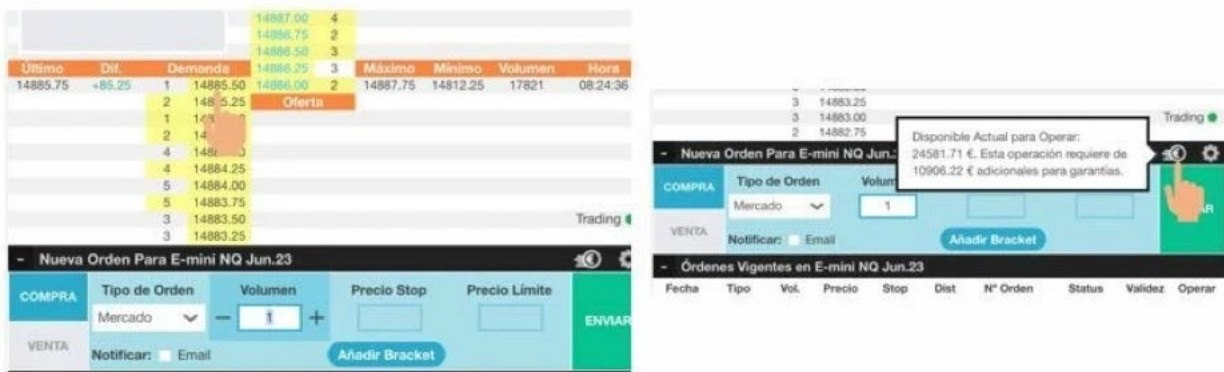 14887.00 4
14886.75 2
14886.50 3
Último Dif. Demanda 14886.25 3 Máximo Mínimo Volumen Hora
14885.75 +85.25 1 14885.50 14886.00 2 14887.75 14812.25 17821 08:24:36
2 Oferta
1
2
4
4 14884.25
5 14884.00
5 14883.75
3 14883.50
Trading
3 14883.25
- Nueva Orden Para E-mini NQ Jun.23
COMPRA Tipo de Orden Volumen Precio Stop Precio Límite
Mercado - 1 + ENVIAR
VENTA Notificar: Email Añadir Bracket
3 14883.25
3 14883.00
Trading
2 14882.75
Disponible Actual para Operar:
24581.71 €. Esta operación requiere de
10906.22 € adicionales para garantías.
- Nueva Orden Para E-mini NQ Jun.
COMPRA Tipo de Orden
Mercado 1
VENTA Notificar: Email Añadir Bracket
- Órdenes Vigentes en E-mini NQ Jun.23
Fecha Tipo Vol. Precio Stop Dist Nº Orden Status Validez Operar